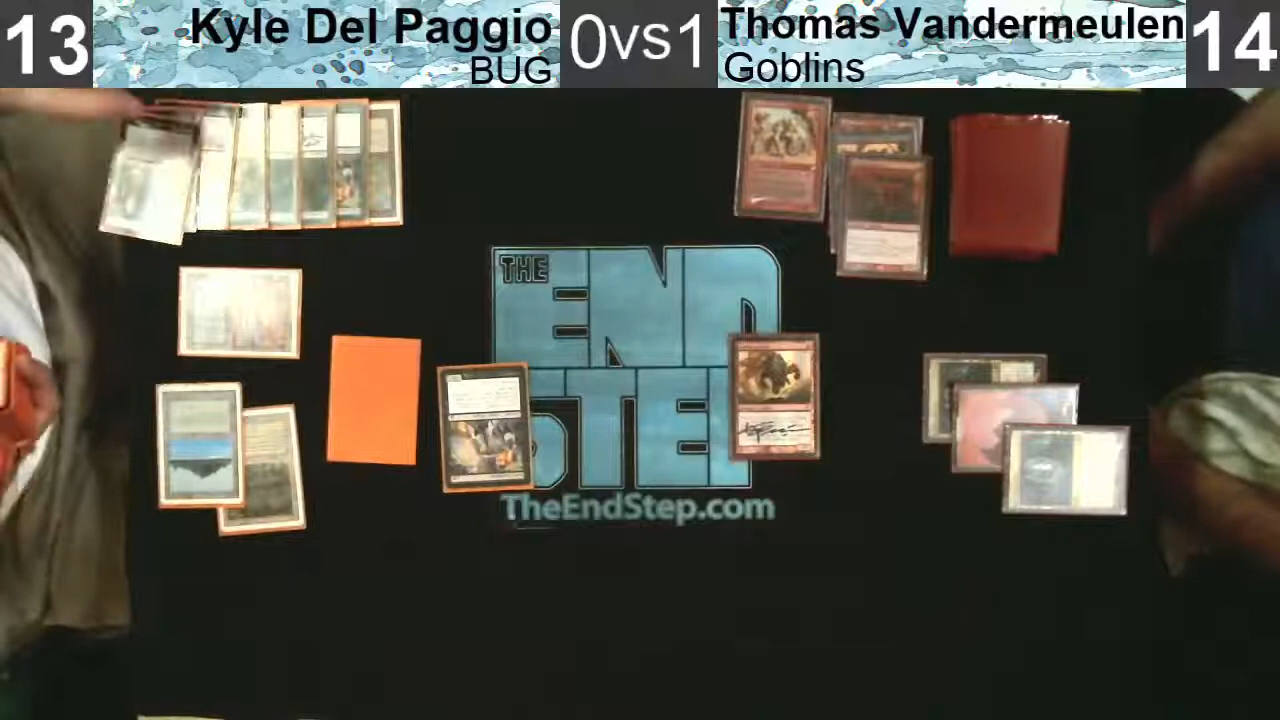 13
Kyle Del Paggio
BUG
0vs1
Thomas Vandermeulen
Goblins
14
THE
END
STEP
TheEndStep.com